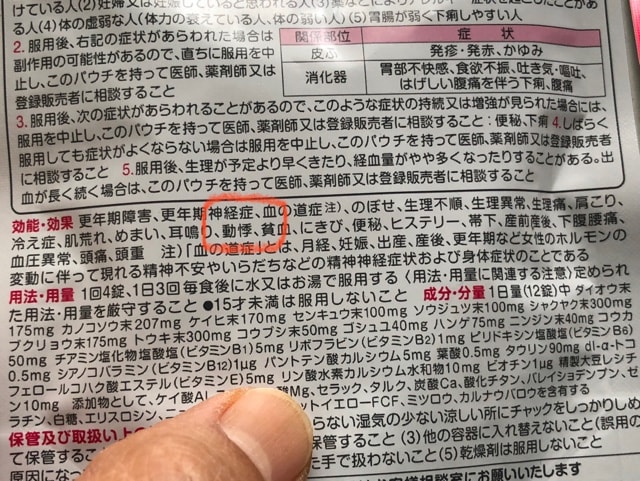 けている人(2)妊婦又は妊娠していると思われる人(3)薬などによりアレルギー症状を起こしたことがあ
る人(4)体の虚弱な人(体力の衰えている人、体の弱い人)(5)胃腸が弱く下痢しやすい人
2. 服用後、右記の症状があらわれた場合は
副作用の可能性があるので、直ちに服用を中
止し、このパウチを持って医師、薬剤師又は
登録販売者に相談すること
関係部位 症状
皮ふ 発疹・発赤、かゆみ
消化器 胃部不快感、食欲不振、吐き気・嘔吐、
はげしい腹痛を伴う下痢、腹痛
3. 服用後、次の症状があらわれることがあるので、このような症状の持続又は増強が見られた場合には、
服用を中止し、このパウチを持って医師、薬剤師又は登録販売者に相談すること：便秘、下痢 4.しばらく
服用しても症状がよくならない場合は服用を中止し、このパウチを持って医師、薬剤師又は登録販売者
に相談すること 5.服用後、生理が予定より早くきたり、経血量がやや多くなったりすることがある。出
血が長く続く場合は、このパウチを持って医師、薬剤師又は登録販売者に相談すること
効能・効果 更年期障害、更年期神経症、血の道症注)、のぼせ、生理不順、生理異常、生理痛、肩こり、
冷え症、肌荒れ、めまい、耳鳴り、動悸、貧血、にきび、便秘、ヒステリー、帯下、産前産後、下腹腰痛、
血圧異常、頭痛、頭重 注)「血の道症」とは、月経、妊娠、出産、産後、更年期など女性のホルモンの
変動に伴って現れる精神不安やいらだちなどの精神神経症状および身体症状のことである
用法・用量 1回4錠、1日3回毎食後に水又はお湯で服用する〈用法・用量に関連する注意〉定められ
た用法・用量を厳守すること ●15才未満は服用しないこと 成分・分量 1日量(12錠)中 ダイオウ末
175mg カノコソウ末207mg ケイヒ末170mg センキュウ末100mg ソウジュツ末100mg シャクヤク末300mg
ブクリョウ末175mg トウキ末300mg コウブシ末50mg ゴシュユ末40mg ハンゲ末75mg ニンジン末40mg コウカ
50mg チアミン塩化物塩酸塩(ビタミンB1)5mg リボフラビン(ビタミンB2)1mg ピリドキシン塩酸塩(ビタミンB6)
0.5mg シアノコバラミン(ビタミンB12)1μg パントテン酸カルシウム5mg 葉酸0.5mg タウリン90mg dl-α-トコ
フェロールコハク酸エステル(ビタミンE)5mg リン酸水素カルシウム水和物10mg ビオチン1μg 精製大豆レシチ
ン10mg 添加物として、ケイ酸Al 酸Mg、セラック、タルク、炭酸Ca、酸化チタン、バレイショデンプン、ゼ
ラチン、白糖、エリスロシン、 ットイエローFCF、ミツロウ、カルナウバロウを含有する
保管及び取扱い上の らない湿気の少ない涼しい所にチャックをしっかりしめ
て保管すること すること (3)他の容器に入れ替えないこと(誤用の
原因になった た手で扱わないこと (5)乾燥剤は服用しないこと
客様相談室にお願いいたします